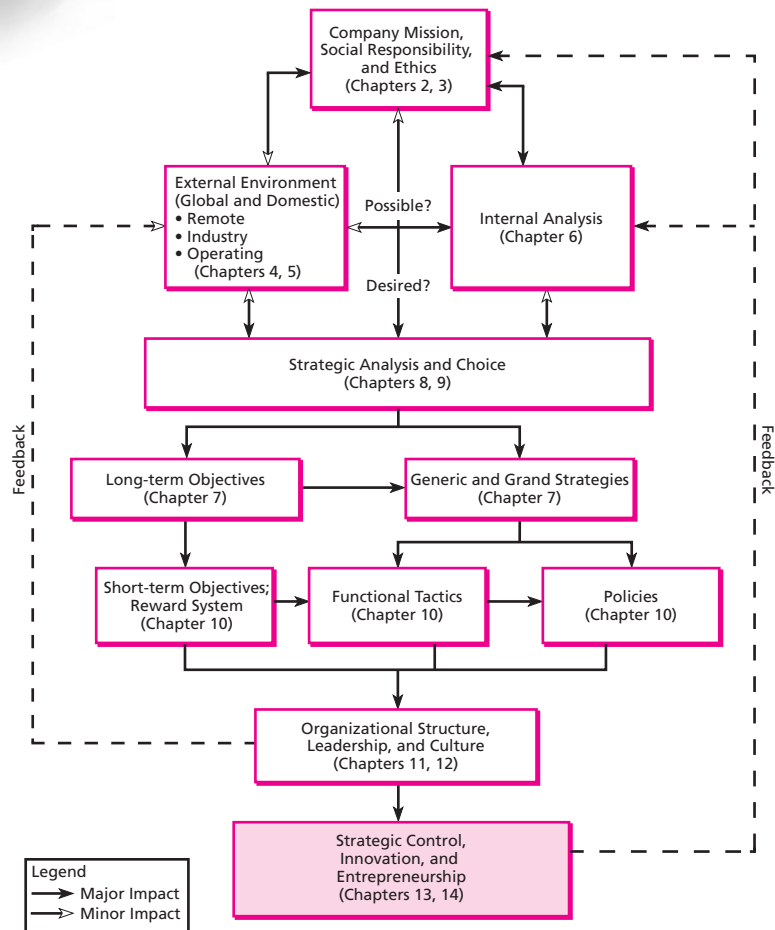 Company Mission,
Social Responsibility,
and Ethics
(Chapters 2, 3)
External Environment
(Global and Domestic)
• Remote
• Industry
• Operating
(Chapters 4, 5)
Possible?
Desired?
Internal Analysis
(Chapter 6)
Strategic Analysis and Choice
(Chapters 8, 9)
Feedback
Feedback
Long-term Objectives
(Chapter 7)
Generic and Grand Strategies
(Chapter 7)
Short-term Objectives;
Reward System
(Chapter 10)
Functional Tactics
(Chapter 10)
Policies
(Chapter 10)
Organizational Structure,
Leadership, and Culture
(Chapters 11, 12)
Strategic Control,
Innovation, and
Entrepreneurship
(Chapters 13, 14)
Legend
Major Impact
Minor Impact